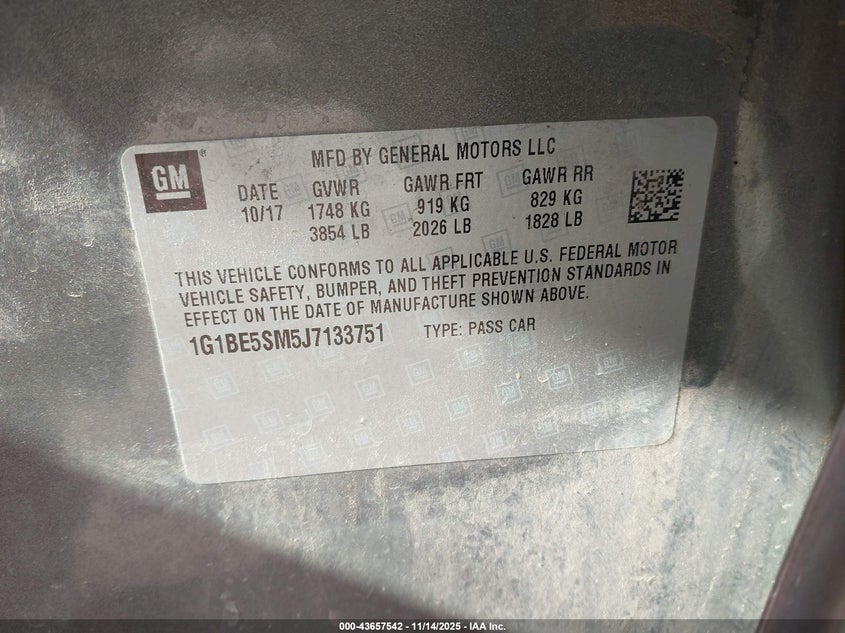 GM ®
MFD BY GENERAL MOTORS LLC
DATE GVWR GAWR FRT GAWR RR
10/17 1748 KG 919 KG 829 KG
3854 LB 2026 LB 1828 LB
THIS VEHICLE CONFORMS TO ALL APPLICABLE U.S. FEDERAL MOTOR
VEHICLE SAFETY, BUMPER, AND THEFT PREVENTION STANDARDS IN
EFFECT ON THE DATE OF MANUFACTURE SHOWN ABOVE.
1G1BE5SM5J7133751 TYPE: PASS CAR
000-43657542 - 11/14/2025 - IAA Inc.